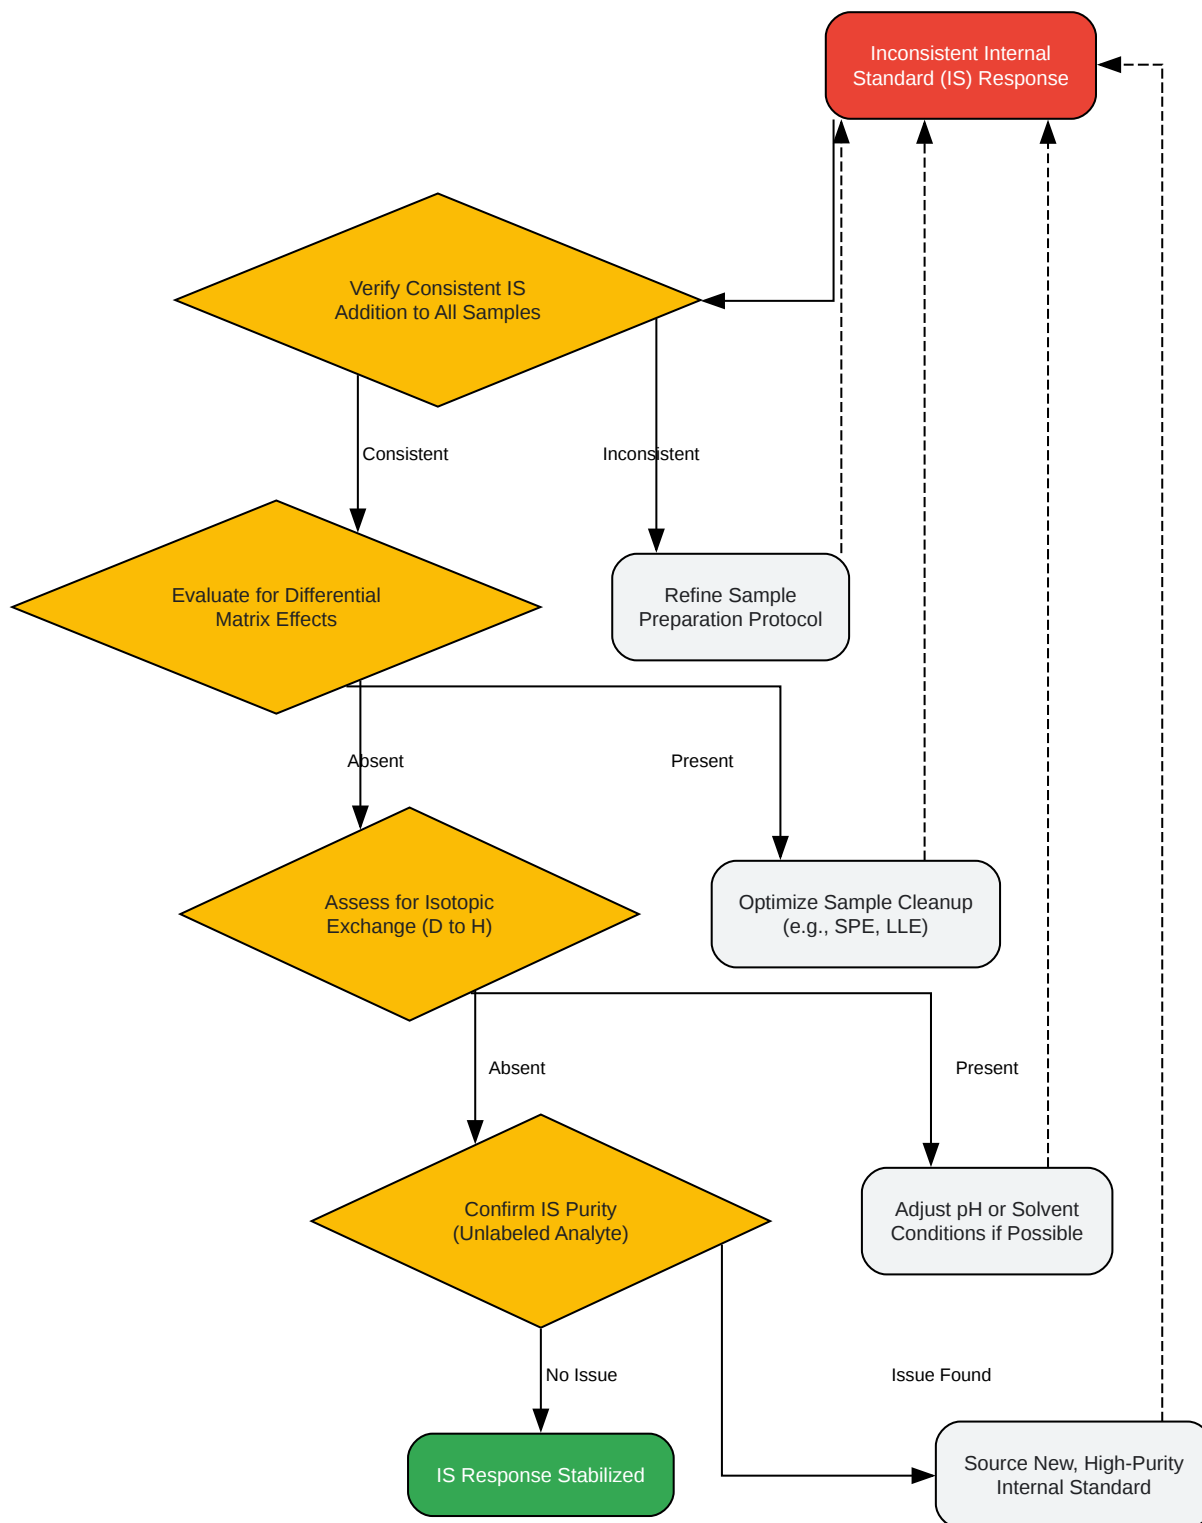 Inconsistent Internal
Standard (IS) Response
Verify Consistent IS
Addition to All Samples
Consistent
Inconsistent
Evaluate for Differential
Matrix Effects
Refine Sample
Preparation Protocol
Absent
Present
Assess for Isotopic
Exchange (D to H)
Optimize Sample Cleanup
(e.g., SPE, LLE)
Absent
Present
Confirm IS Purity
(Unlabeled Analyte)
Adjust pH or Solvent
Conditions if Possible
No Issue
Issue Found
IS Response Stabilized
Source New, High-Purity
Internal Standard